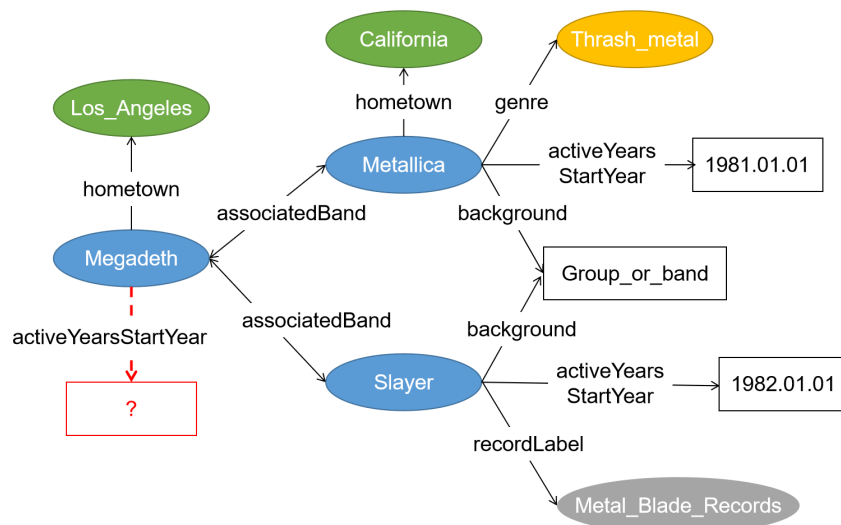 California
Thrash_metal
Los_Angeles
hometown
genre
Metallica
activeYears
StartYear
1981.01.01
hometown
associatedBand
background
Megadeth
Group_or_band
associatedBand
background
activeYearsStartYear
Slayer
activeYears
StartYear
1982.01.01
?
recordLabel
Metal_Blade_Records